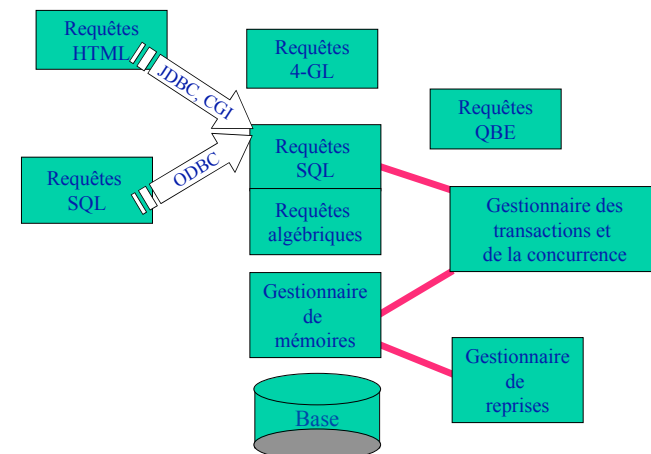 Requêtes
HTML
JDBC, CGI
Requêtes
4-GL
Requêtes
QBE
Requêtes
SQL
ODBC
Requêtes
SQL
Requêtes
algébriques
Gestionnaire des
transactions et
de la concurrence
Gestionnaire
de
mémoires
Gestionnaire
de
reprises
Base